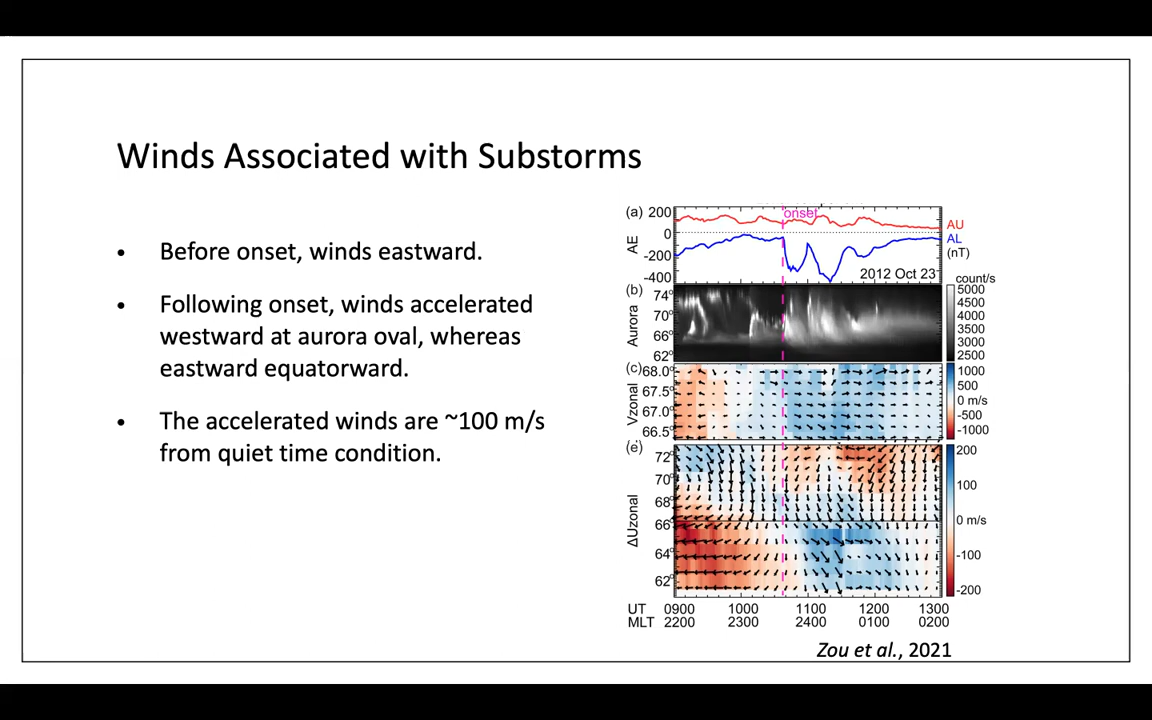 Winds Associated with Substorms
• Before onset, winds eastward.
• Following onset, winds accelerated
westward at aurora oval, whereas
eastward equatorward.
• The accelerated winds are ~100 m/s
from quiet time condition.
(a)
AE
200
0
-200
-400
onset
AU
AL
(nT)
2012 Oct 23
(b)
Aurora
74°
70°
66°
62°
count/s
5000
4500
4000
3500
3000
2500
(c)
Vzonal
68.0°
67.5
67.0
66.5
1000
500
0 m/s
-500
-1000
(e)
ΔUzonal
72°
70
68
66
64
62
200
100
0 m/s
-100
-200
UT 0900 1000 1100 1200 1300
MLT 2200 2300 2400 0100 0200
Zou et al., 2021